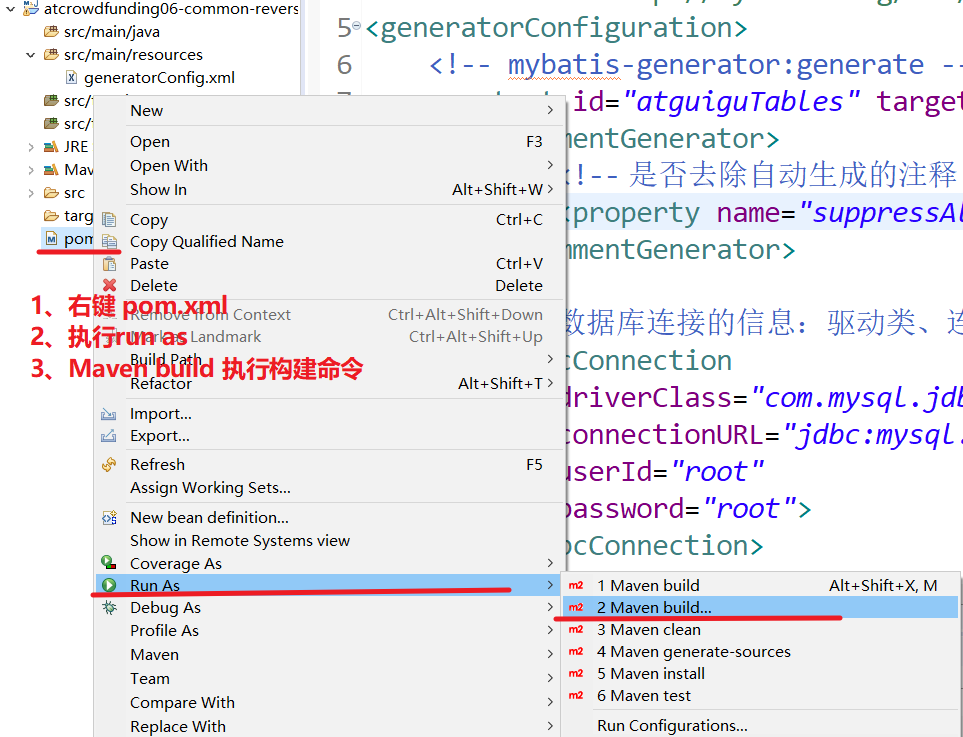 atcrowdfunding06-common-revers
src/main/java
src/main/resources
generatorConfig.xml
src/
src/
JRE
Mav
src
targ
pom
1、右键 pom.xml
2、执行run as
3、Maven build 执行构建命令
New
Open F3
Open With
Show In Alt+Shift+W
Copy Ctrl+C
Copy Qualified Name
Paste Ctrl+V
Delete Delete
Remove from Context Ctrl+Alt+Shift+Down
Landmark Ctrl+Alt+Shift+Up
Build Path
Refactor Alt+Shift+T
Import...
Export...
Refresh F5
Assign Working Sets...
New bean definition...
Show in Remote Systems view
Coverage As
Run As
Debug As
Profile As
Maven
Team
Compare With
Replace With
1 Maven build Alt+Shift+X, M
2 Maven build...
3 Maven clean
4 Maven generate-sources
5 Maven install
6 Maven test
Run Configurations...
5 <generatorConfiguration>
6 <!-- mybatis-generator:generate --
id="atguiguTables" target
mentGenerator>
!-- 是否去除自动生成的注释
property name="suppressAl
mmentGenerator>
数据库连接的信息：驱动类、连
cConnection
driverClass="com.mysql.jdb
connectionURL="jdbc:mysql:
userId="root"
password="root">
bcConnection>